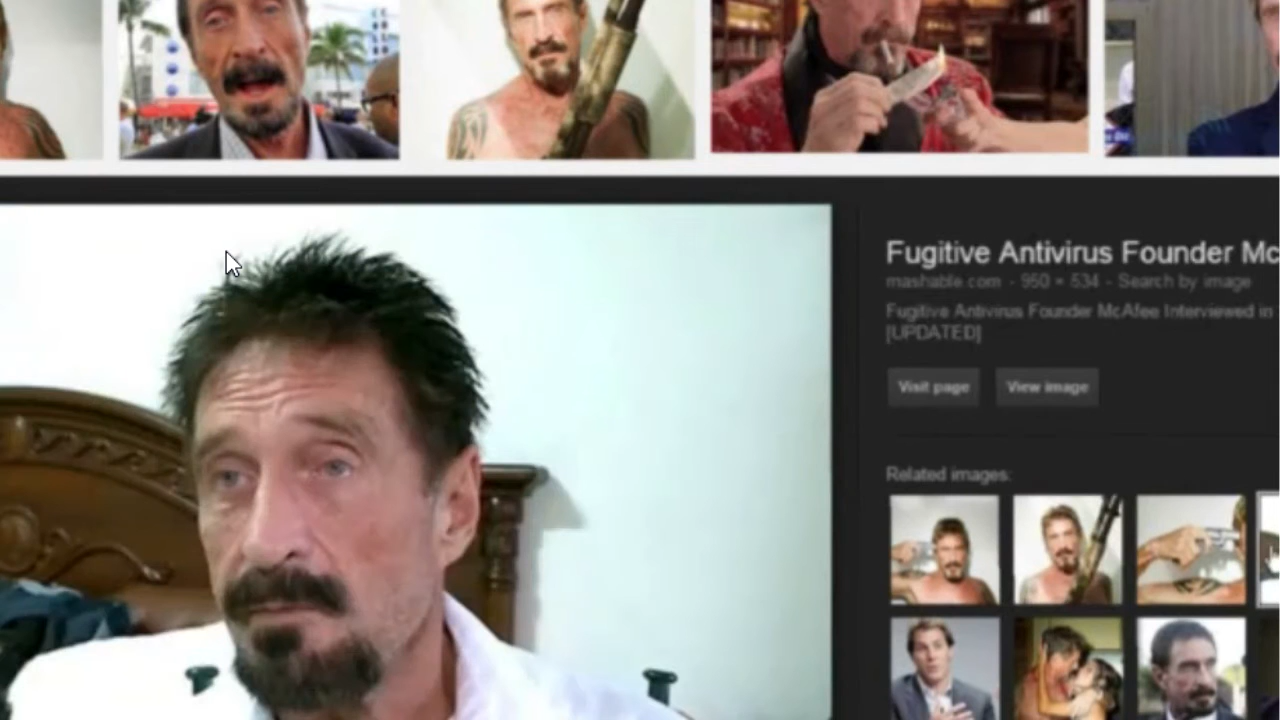 Fugitive Antivirus Founder Mc
mashable.com - 950 × 534 - Search by image
Fugitive Antivirus Founder McAfee Interviewed in
[UPDATED]
Visit page
View image
Related images: